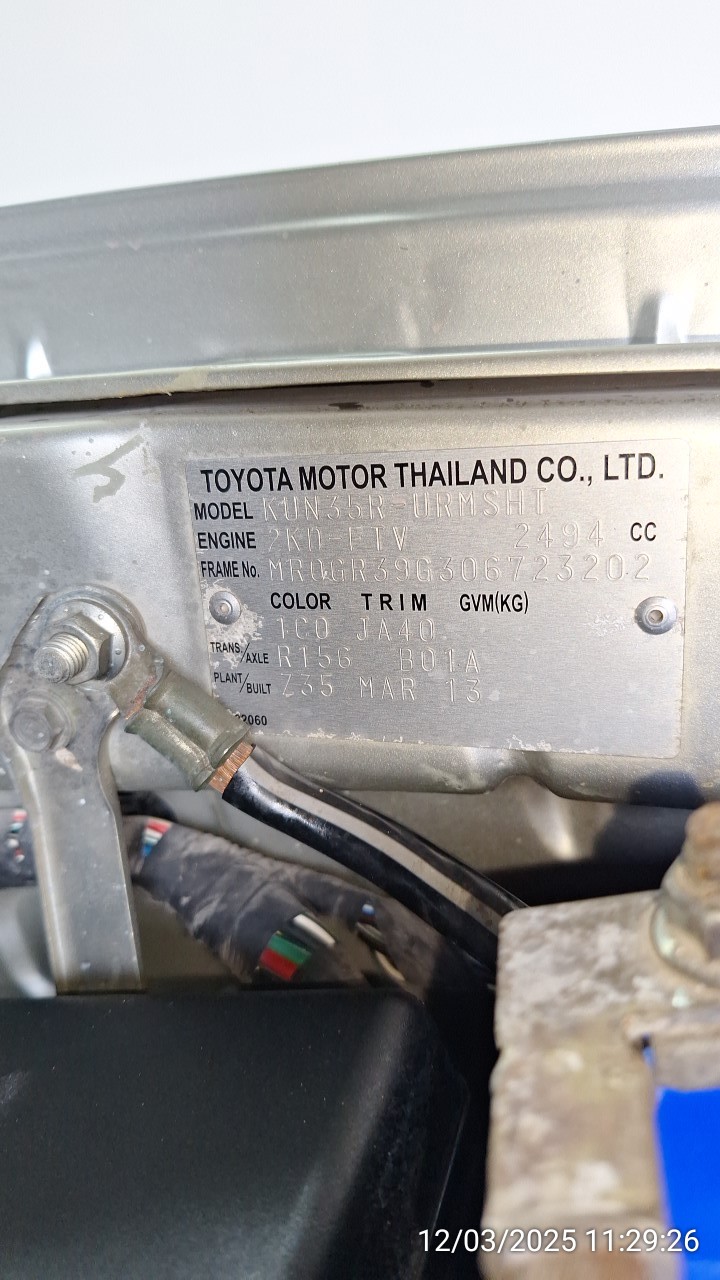 TOYOTA MOTOR THAILAND CO., LTD.
MODEL KUN35R-URMSHT
ENGINE 2KD-FTV 2494 CC
FRAME No. MR0GR39G306723202
COLOR TRIM GVM(KG)
1C0 JA40
TRANS./AXLE R156 B01A
PLANT/BUILT Z35 MAR 13
2060
12/03/2025 11:29:26